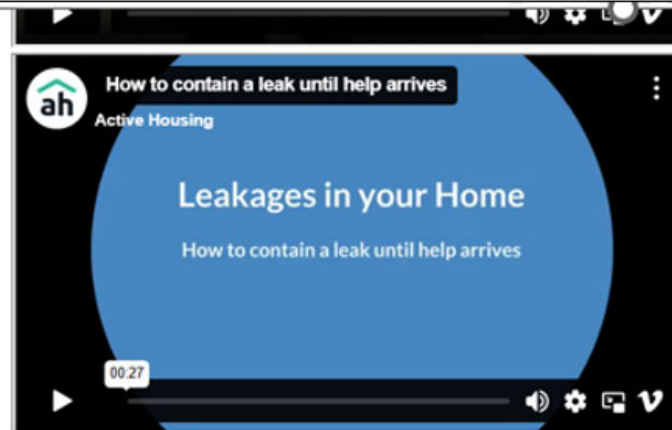 ah
How to contain a leak until help arrives
Active Housing
Leakages in your Home
How to contain a leak until help arrives
00:27